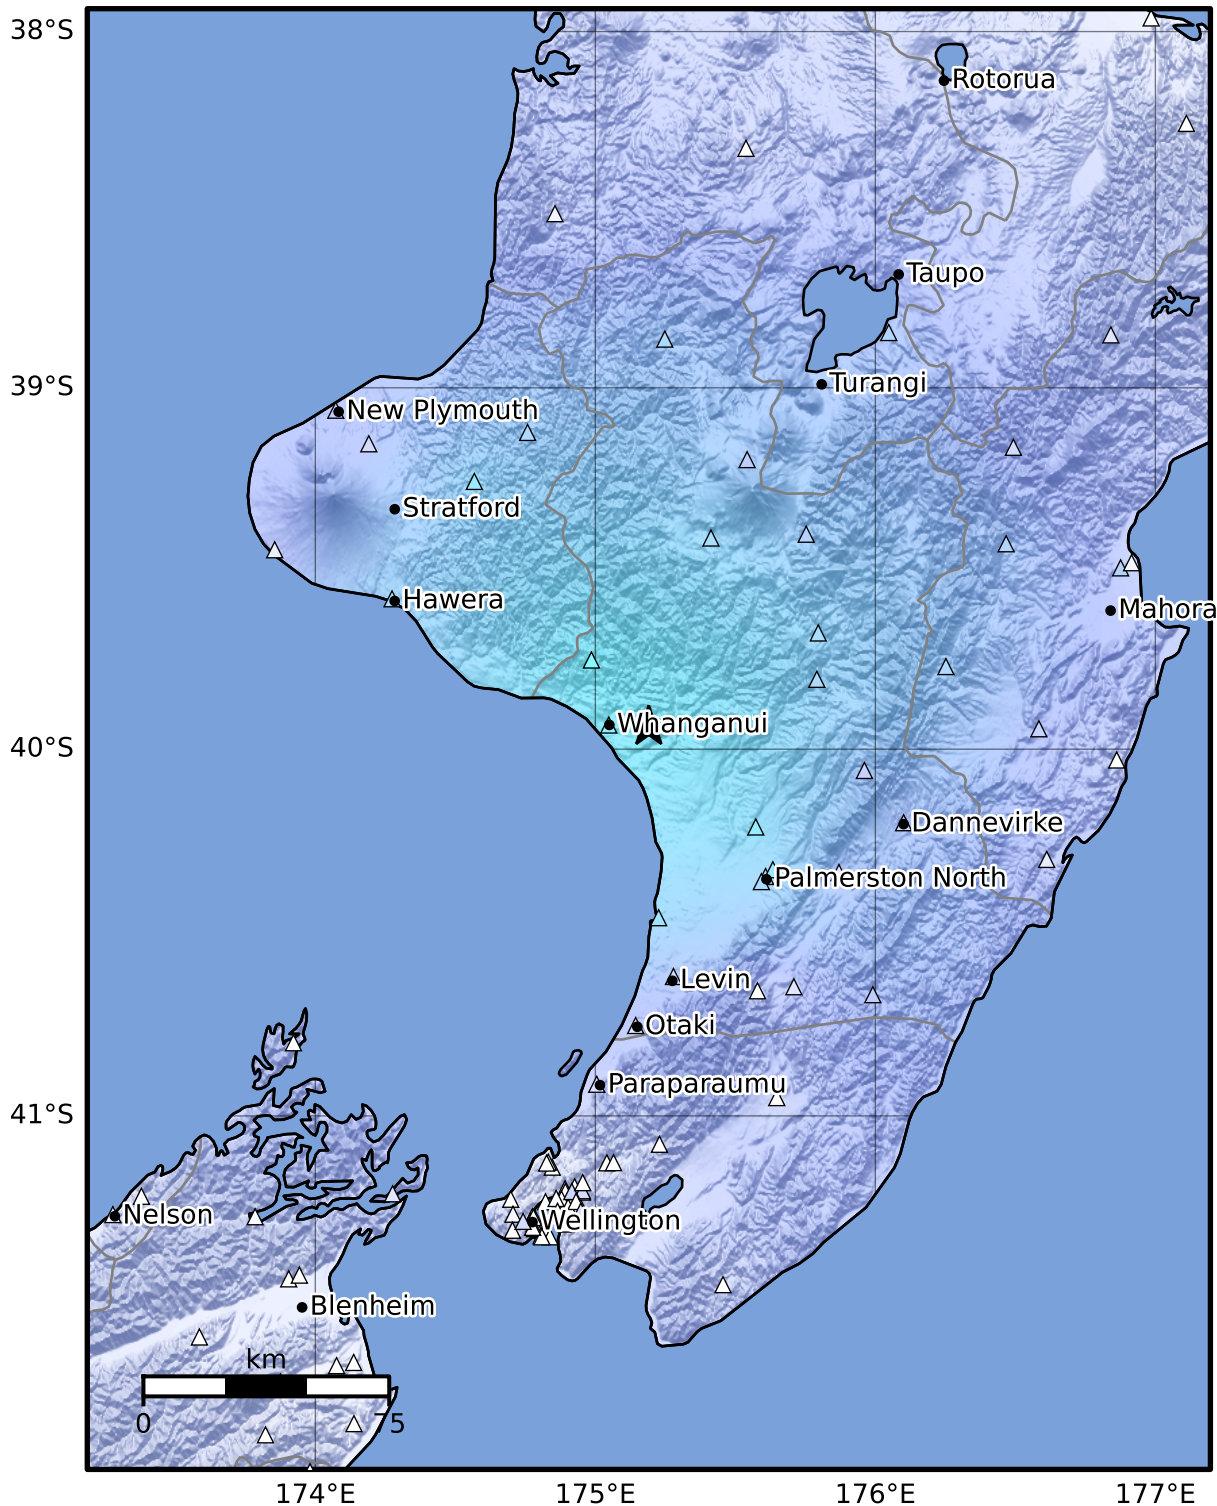 38°S
Rotorua
Taupo
39°S
Turangi
New Plymouth
Stratford
Hawera
Mahora
Whanganui
40°S
Dannevirke
Palmerston North
Levin
Otaki
Paraparaumu
41°S
Nelson
Wellington
Blenheim
km
0
75
174°E
175°E
176°E
177°E